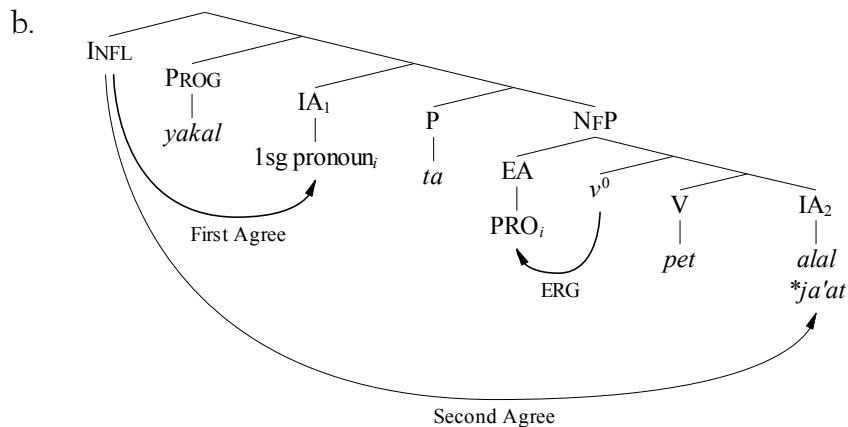 b.
INFL
PROG
yakal
IA₁
1sg pronounᵢ
P
ta
NFP
EA
PROᵢ
v⁰
V
pet
IA₂
alal
*ja'at
First Agree
ERG
Second Agree